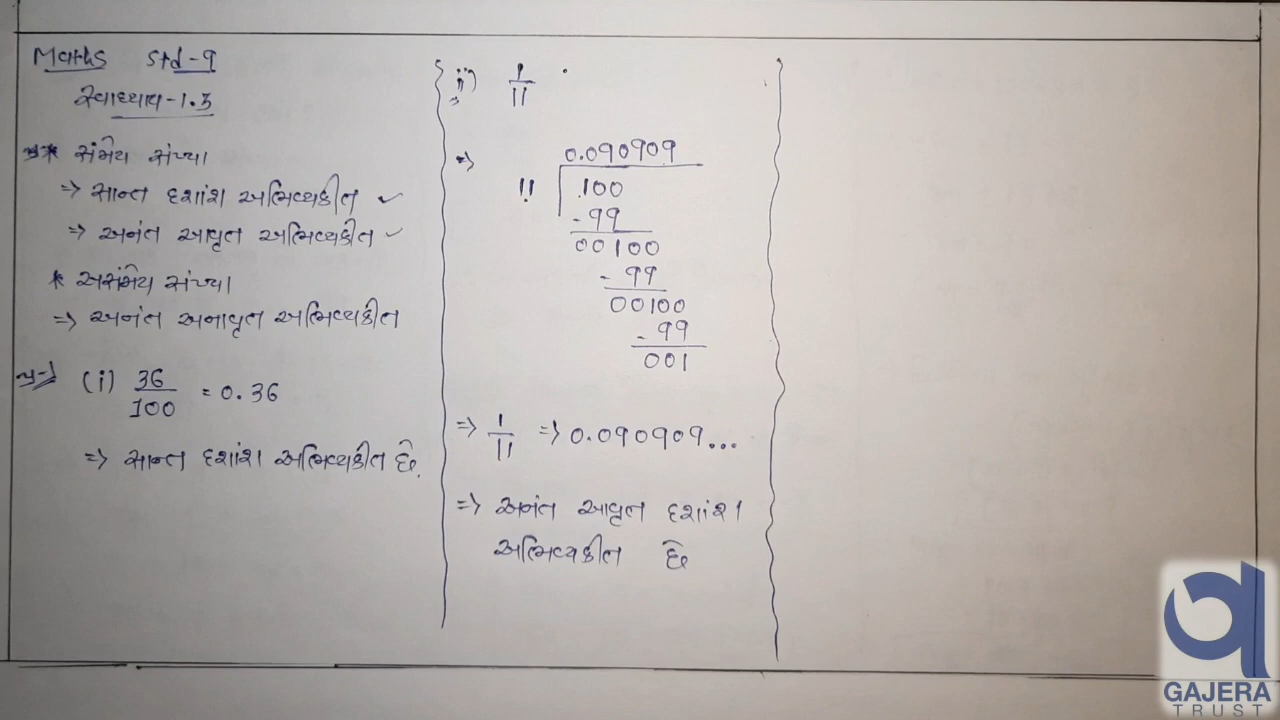 Maths Std-9
સ્વાધ્યાય-1.3
* સંમેય સંખ્યા
=> સાન્ત દશાંશ અભિવ્યકીત ✓
=> અનંત આવૃત અભિવ્યકીત ✓
* અસંમેય સંખ્યા
=> અનંત અનાવૃત અભિવ્યકીત
પ્ર-1 (i) 36/100 = 0.36
=> સાન્ત દશાંશ અભિવ્યકીત છે.
ii) 1/11
=> 0.090909
11 .100
- 99
00100
- 99
00100
- 99
001
=> 1/11 => 0.090909...
=> અનંત આવૃત દશાંશ
અભિવ્યકીત છે
GAJERA
TRUST